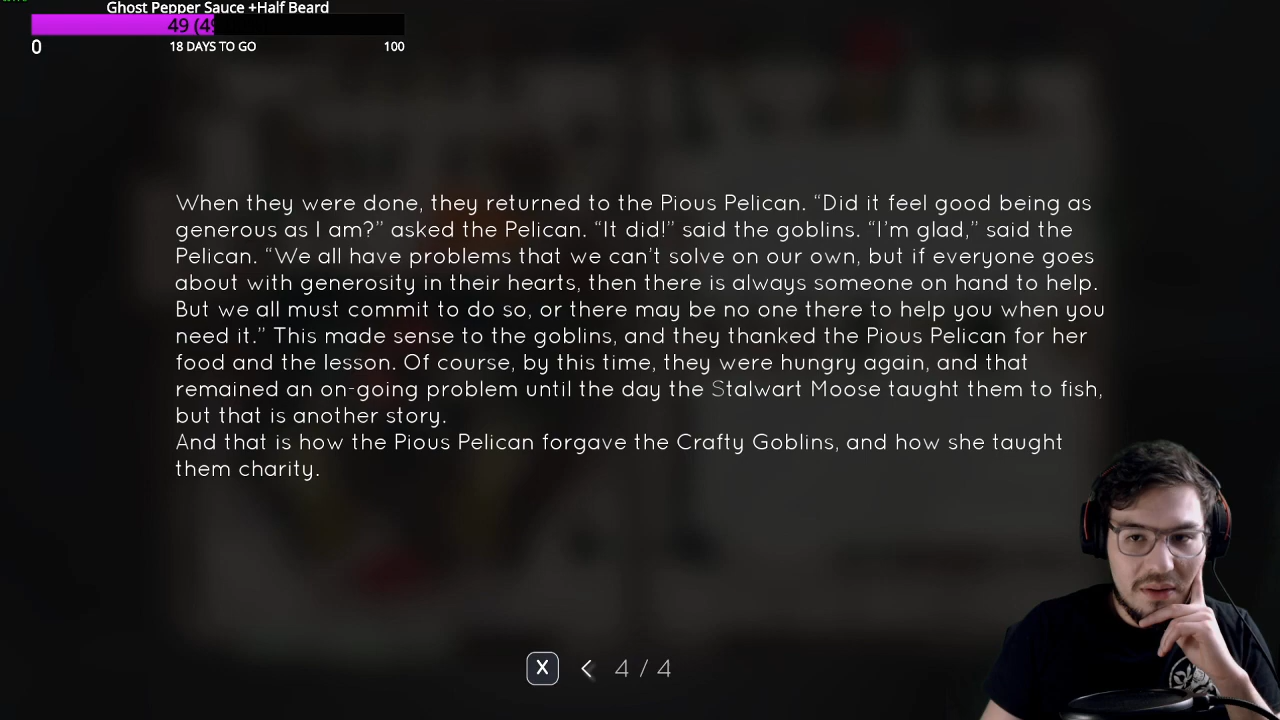 Ghost Pepper Sauce +Half Beard
49 (49
0
18 DAYS TO GO
100
When they were done, they returned to the Pious Pelican. “Did it feel good being as
generous as I am?” asked the Pelican. “It did!” said the goblins. “I’m glad,” said the
Pelican. “We all have problems that we can’t solve on our own, but if everyone goes
about with generosity in their hearts, then there is always someone on hand to help.
But we all must commit to do so, or there may be no one there to help you when you
need it.” This made sense to the goblins, and they thanked the Pious Pelican for her
food and the lesson. Of course, by this time, they were hungry again, and that
remained an on-going problem until the day the Stalwart Moose taught them to fish,
but that is another story.
And that is how the Pious Pelican forgave the Crafty Goblins, and how she taught
them charity.
X < 4 / 4